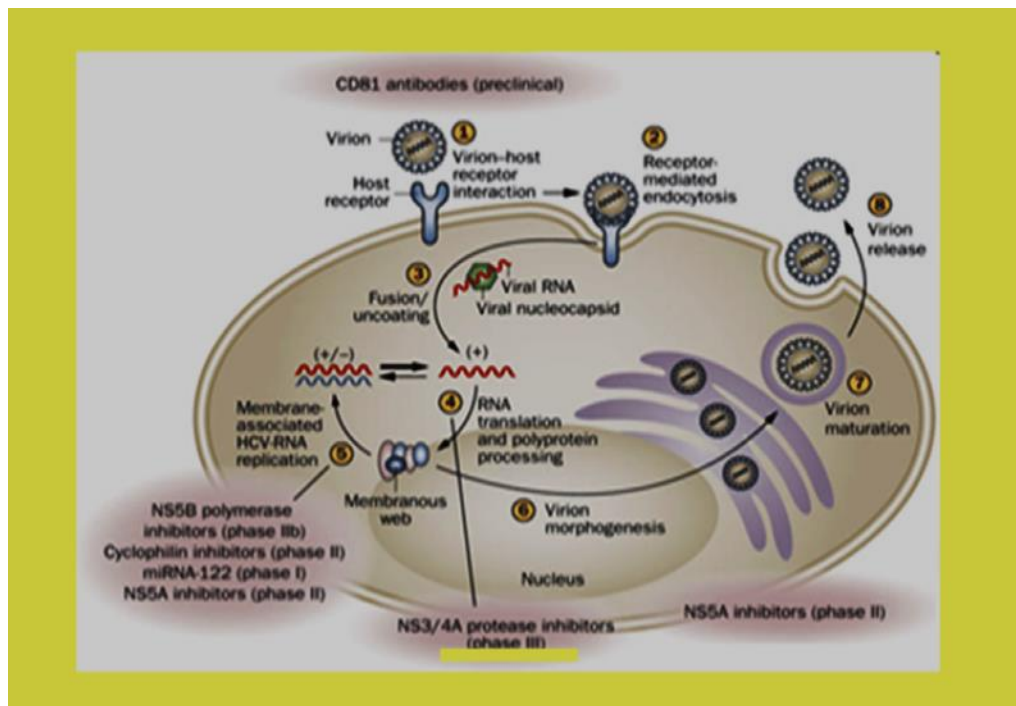 CD81 antibodies (preclinical)
Virion
1
Virion–host
receptor
interaction
Host
receptor
2
Receptor-
mediated
endocytosis
8
Virion
release
3
Fusion/
uncoating
Viral RNA
Viral nucleocapsid
(+/−)
(+)
4
RNA
translation
and polyprotein
processing
Membrane-
associated
HCV-RNA
replication
5
Membranous
web
7
Virion
maturation
6
Virion
morphogenesis
Nucleus
NS5B polymerase
inhibitors (phase IIb)
Cyclophilin inhibitors (phase II)
miRNA-122 (phase I)
NS5A inhibitors (phase II)
NS3/4A protease inhibitors
(phase III)
NS5A inhibitors (phase II)